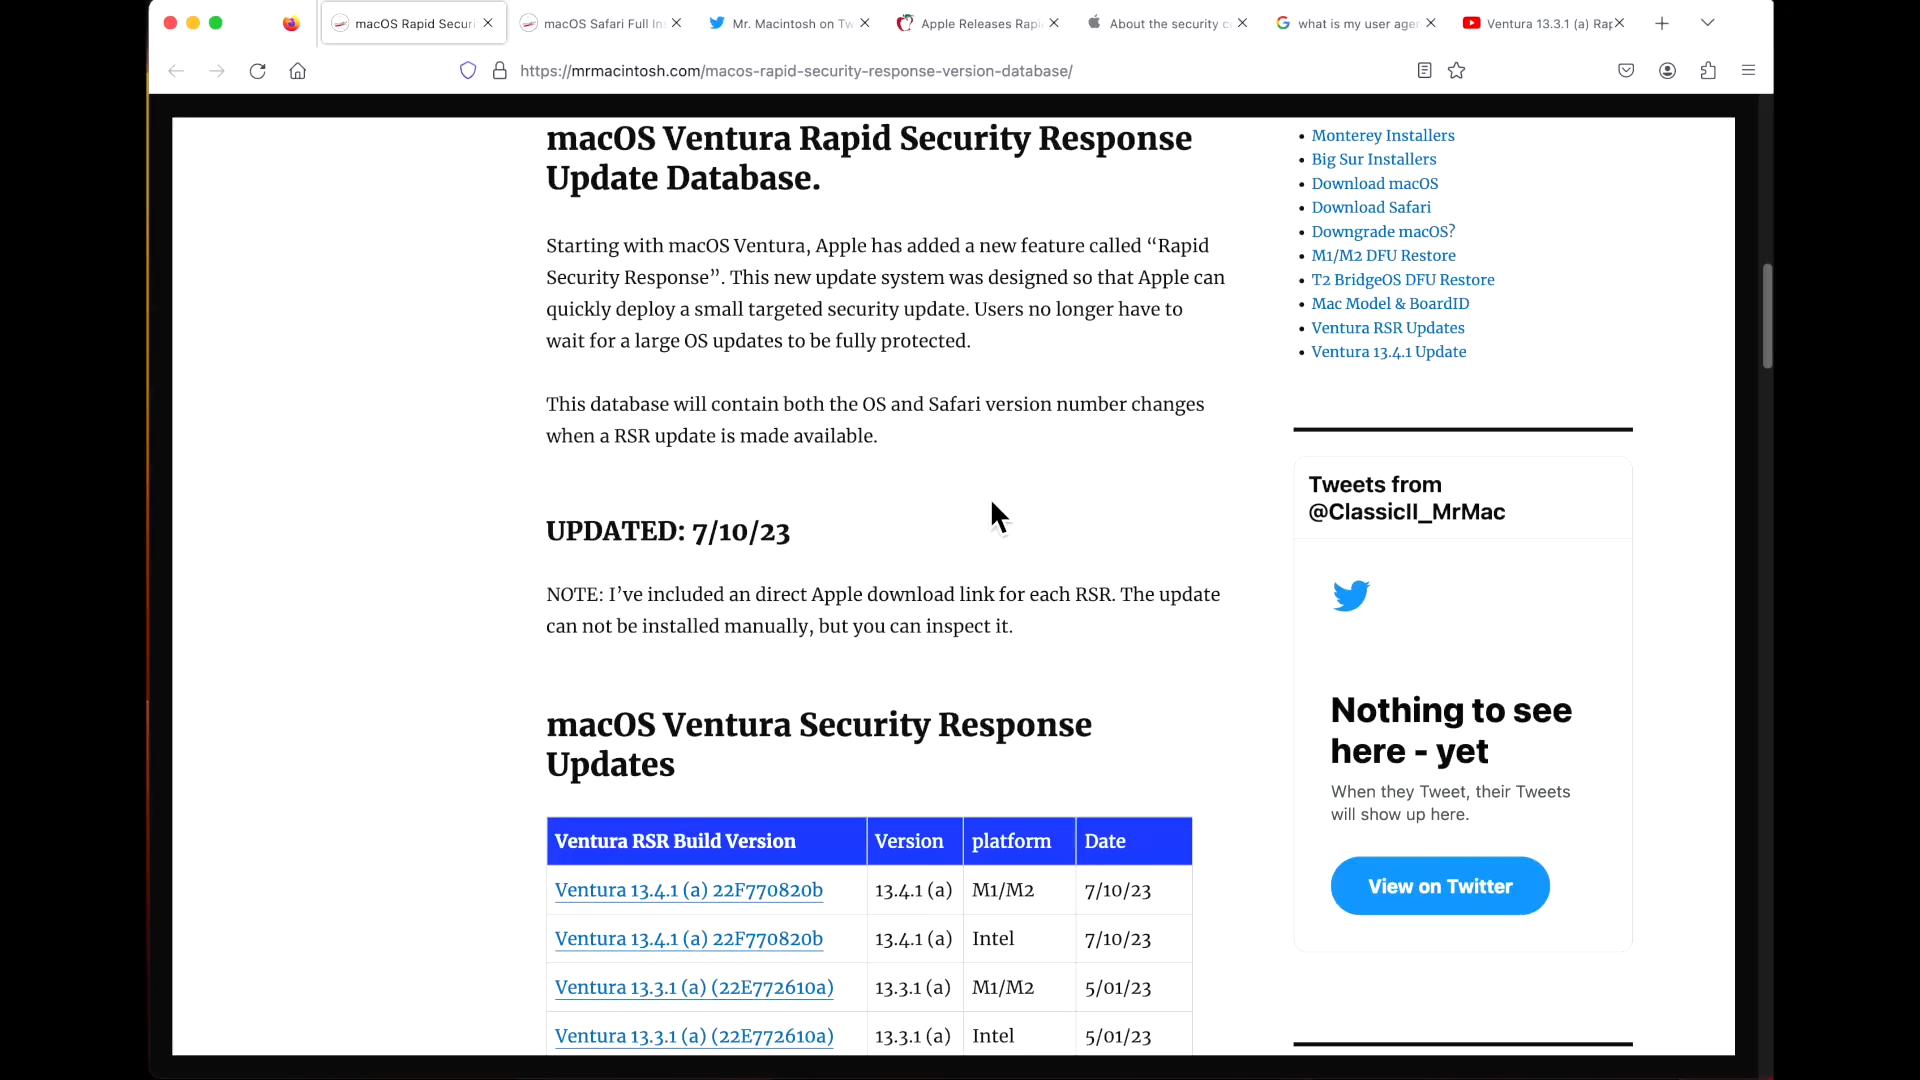 macOS Rapid Securi
macOS Safari Full Ins
Mr. Macintosh on Tw
Apple Releases Rapi
About the security c
what is my user agen
Ventura 13.3.1 (a) Rap
https://mrmacintosh.com/macos-rapid-security-response-version-database/
macOS Ventura Rapid Security Response
Update Database.
Starting with macOS Ventura, Apple has added a new feature called “Rapid
Security Response”. This new update system was designed so that Apple can
quickly deploy a small targeted security update. Users no longer have to
wait for a large OS updates to be fully protected.
This database will contain both the OS and Safari version number changes
when a RSR update is made available.
UPDATED: 7/10/23
NOTE: I’ve included an direct Apple download link for each RSR. The update
can not be installed manually, but you can inspect it.
macOS Ventura Security Response
Updates
Ventura RSR Build Version Version platform Date
Ventura 13.4.1 (a) 22F770820b 13.4.1 (a) M1/M2 7/10/23
Ventura 13.4.1 (a) 22F770820b 13.4.1 (a) Intel 7/10/23
Ventura 13.3.1 (a) (22E772610a) 13.3.1 (a) M1/M2 5/01/23
Ventura 13.3.1 (a) (22E772610a) 13.3.1 (a) Intel 5/01/23
Monterey Installers
Big Sur Installers
Download macOS
Download Safari
Downgrade macOS?
M1/M2 DFU Restore
T2 BridgeOS DFU Restore
Mac Model & BoardID
Ventura RSR Updates
Ventura 13.4.1 Update
Tweets from
@ClassicII_MrMac
Nothing to see
here - yet
When they Tweet, their Tweets
will show up here.
View on Twitter